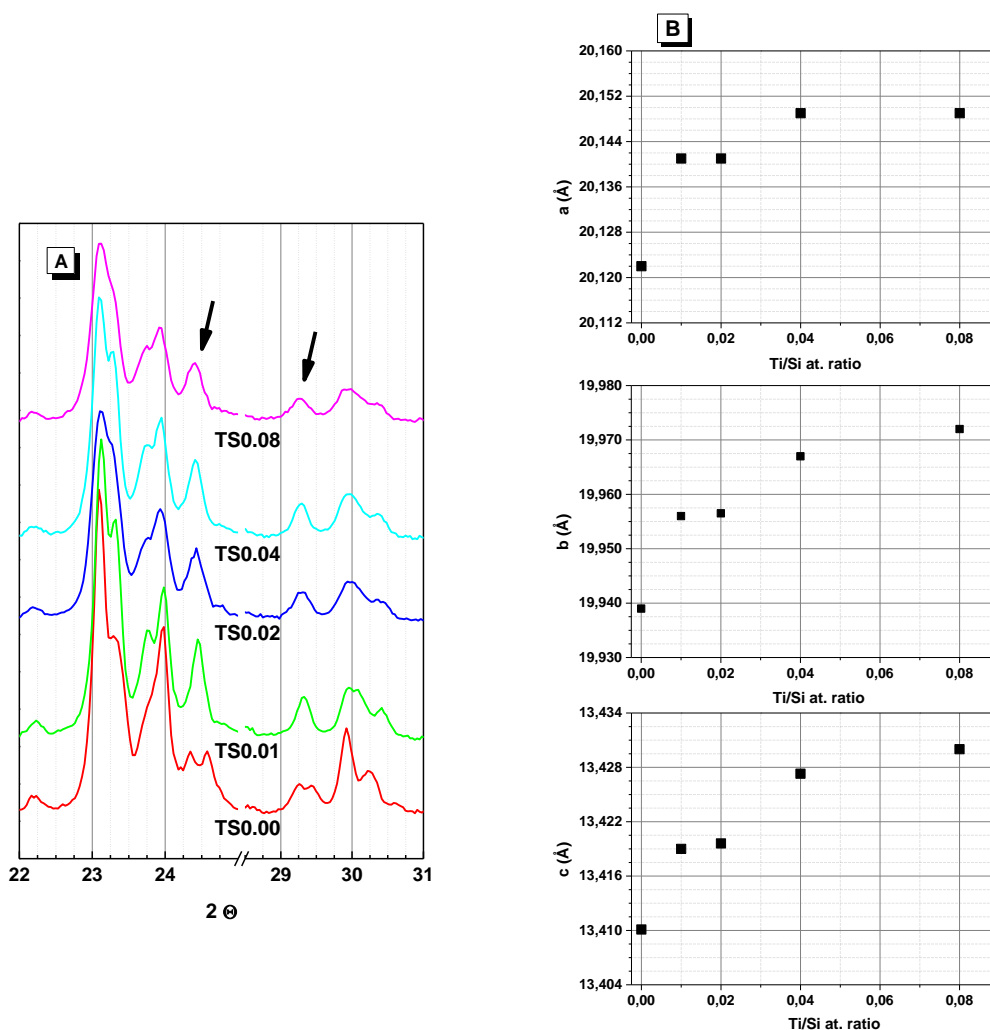 A
TS0.08
TS0.04
TS0.02
TS0.01
TS0.00
22 23 24 29 30 31
2 Θ
B
20,160
20,152
20,144
20,136
20,128
20,120
20,112
a (Å)
0,00 0,02 0,04 0,06 0,08
Ti/Si at. ratio
19,980
19,970
19,960
19,950
19,940
19,930
b (Å)
0,00 0,02 0,04 0,06 0,08
Ti/Si at. ratio
13,434
13,428
13,422
13,416
13,410
13,404
c (Å)
0,00 0,02 0,04 0,06 0,08
Ti/Si at. ratio